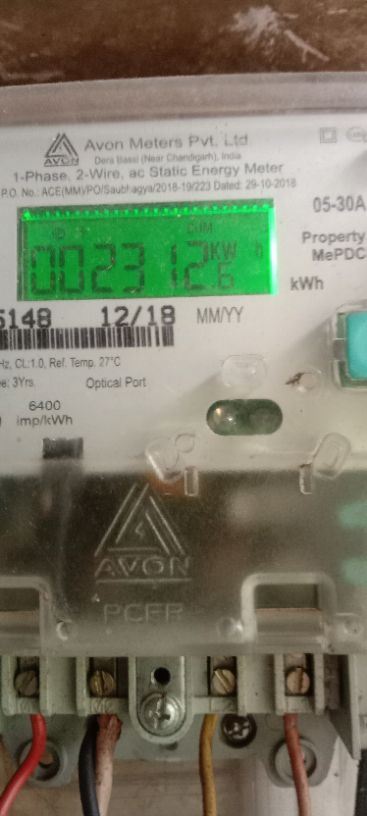 AVON
Avon Meters Pvt. Ltd
Dera Bassi (Near Chandigarh), India
1-Phase, 2-Wire, ac Static Energy Meter
P.O. No.: ACE(MM)/PO/Saubhagya/2018-19/223 Dated: 29-10-2018
05-30A
Property
MePDC
CUM
002312.6 KW h
kWh
5148 12/18 MM/YY
Hz, CL:1.0, Ref. Temp. 27°C
e: 3Yrs. Optical Port
6400
imp/kWh
AVON